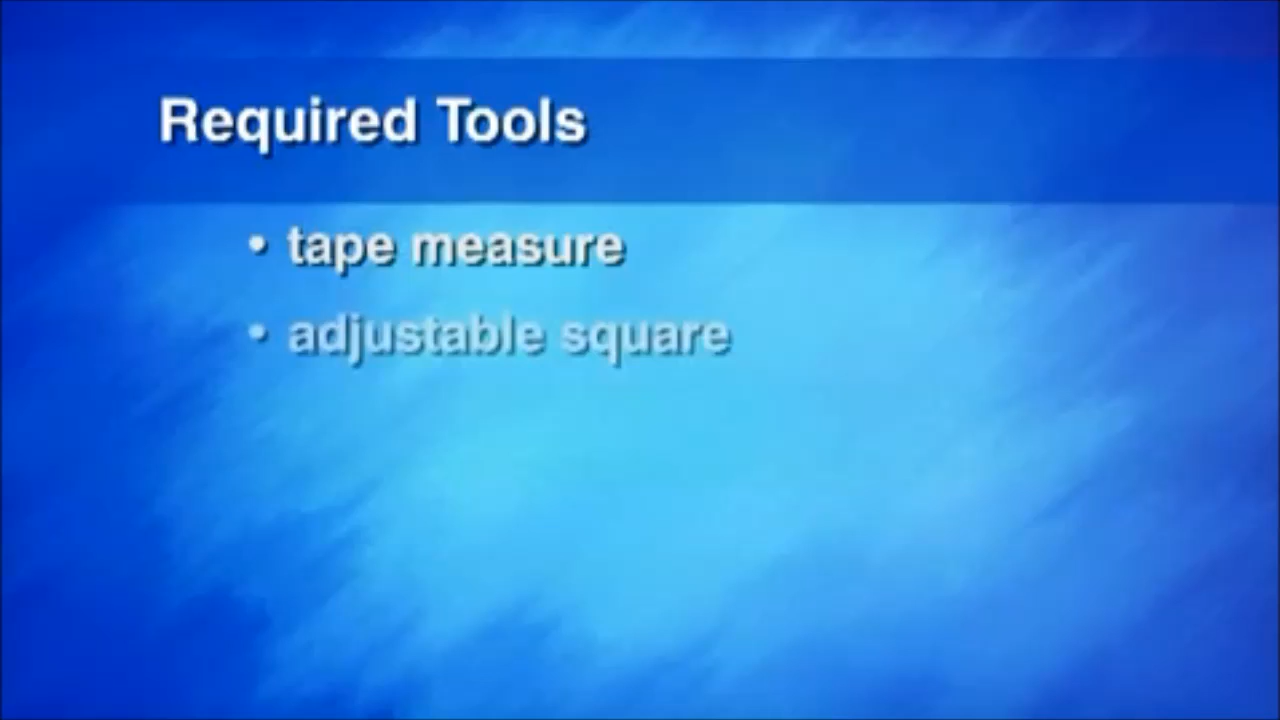 Required Tools
• tape measure
• adjustable square